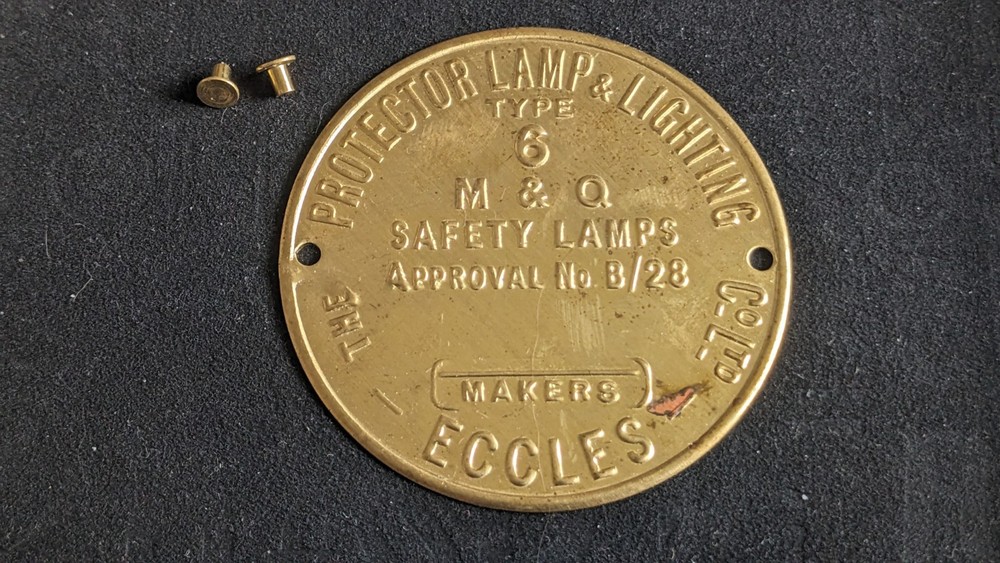 THE PROTECTOR LAMP & LIGHTING Co LTD
TYPE
6
M & Q
SAFETY LAMPS
APPROVAL No B/28
MAKERS
ECCLES